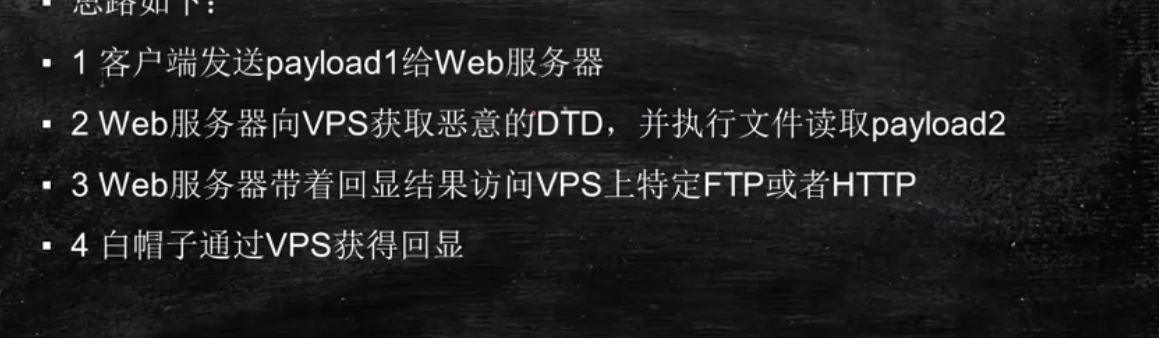 ▪ 思路如下：
▪ 1 客户端发送payload1给Web服务器
▪ 2 Web服务器向VPS获取恶意的DTD，并执行文件读取payload2
▪ 3 Web服务器带着回显结果访问VPS上特定FTP或者HTTP
▪ 4 白帽子通过VPS获得回显